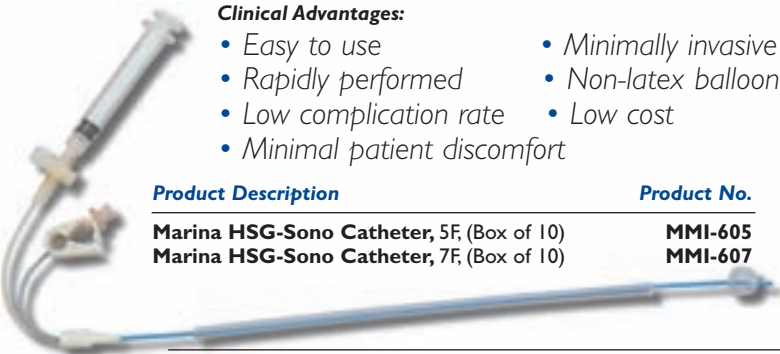 Clinical Advantages:
• Easy to use
• Rapidly performed
• Low complication rate
• Minimal patient discomfort
• Minimally invasive
• Non-latex balloon
• Low cost
Product Description Product No.
Marina HSG-Sono Catheter, 5F, (Box of 10) MMI-605
Marina HSG-Sono Catheter, 7F, (Box of 10) MMI-607